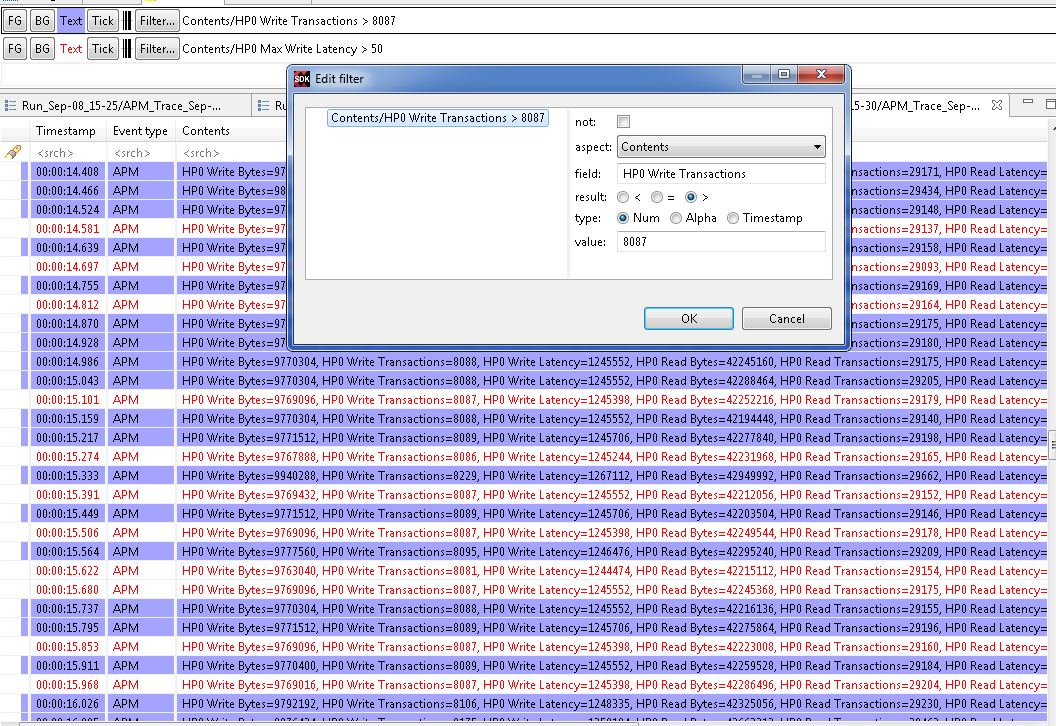 FG BG Text Tick Filter... Contents/HP0 Write Transactions > 8087
FG BG Text Tick Filter... Contents/HP0 Max Write Latency > 50
SDK Edit filter
Contents/HP0 Write Transactions > 8087
not:
aspect: Contents
field: HP0 Write Transactions
result: < = >
type: Num Alpha Timestamp
value: 8087
OK Cancel
Run_Sep-08_15-25/APM_Trace_Sep-... Ru 15-30/APM_Trace_Sep-...
Timestamp Event type Contents
<srch> <srch> <srch>
00:00:14.408 APM HP0 Write Bytes=97 nsactions=29171, HP0 Read Latency=
00:00:14.466 APM HP0 Write Bytes=98 nsactions=29434, HP0 Read Latency=
00:00:14.524 APM HP0 Write Bytes=97 nsactions=29148, HP0 Read Latency=
00:00:14.581 APM HP0 Write Bytes=97 nsactions=29137, HP0 Read Latency=
00:00:14.639 APM HP0 Write Bytes=97 nsactions=29158, HP0 Read Latency=
00:00:14.697 APM HP0 Write Bytes=97 nsactions=29093, HP0 Read Latency=
00:00:14.755 APM HP0 Write Bytes=97 nsactions=29169, HP0 Read Latency=
00:00:14.812 APM HP0 Write Bytes=97 nsactions=29164, HP0 Read Latency=
00:00:14.870 APM HP0 Write Bytes=97 nsactions=29175, HP0 Read Latency=
00:00:14.928 APM HP0 Write Bytes=97 nsactions=29180, HP0 Read Latency=
00:00:14.986 APM HP0 Write Bytes=9770304, HP0 Write Transactions=8088, HP0 Write Latency=1245552, HP0 Read Bytes=42245160, HP0 Read Transactions=29175, HP0 Read Latency=
00:00:15.043 APM HP0 Write Bytes=9770304, HP0 Write Transactions=8088, HP0 Write Latency=1245552, HP0 Read Bytes=42288464, HP0 Read Transactions=29205, HP0 Read Latency=
00:00:15.101 APM HP0 Write Bytes=9769096, HP0 Write Transactions=8087, HP0 Write Latency=1245398, HP0 Read Bytes=42252216, HP0 Read Transactions=29179, HP0 Read Latency=
00:00:15.159 APM HP0 Write Bytes=9770304, HP0 Write Transactions=8088, HP0 Write Latency=1245552, HP0 Read Bytes=42194448, HP0 Read Transactions=29140, HP0 Read Latency=
00:00:15.217 APM HP0 Write Bytes=9771512, HP0 Write Transactions=8089, HP0 Write Latency=1245706, HP0 Read Bytes=42277840, HP0 Read Transactions=29198, HP0 Read Latency=
00:00:15.274 APM HP0 Write Bytes=9767888, HP0 Write Transactions=8086, HP0 Write Latency=1245244, HP0 Read Bytes=42231968, HP0 Read Transactions=29165, HP0 Read Latency=
00:00:15.333 APM HP0 Write Bytes=9940288, HP0 Write Transactions=8229, HP0 Write Latency=1267112, HP0 Read Bytes=42949992, HP0 Read Transactions=29662, HP0 Read Latency=
00:00:15.391 APM HP0 Write Bytes=9769432, HP0 Write Transactions=8087, HP0 Write Latency=1245552, HP0 Read Bytes=42212056, HP0 Read Transactions=29152, HP0 Read Latency=
00:00:15.449 APM HP0 Write Bytes=9771512, HP0 Write Transactions=8089, HP0 Write Latency=1245706, HP0 Read Bytes=42203504, HP0 Read Transactions=29146, HP0 Read Latency=
00:00:15.506 APM HP0 Write Bytes=9769096, HP0 Write Transactions=8087, HP0 Write Latency=1245398, HP0 Read Bytes=42249544, HP0 Read Transactions=29178, HP0 Read Latency=
00:00:15.564 APM HP0 Write Bytes=9777560, HP0 Write Transactions=8095, HP0 Write Latency=1246476, HP0 Read Bytes=42295240, HP0 Read Transactions=29209, HP0 Read Latency=
00:00:15.622 APM HP0 Write Bytes=9763040, HP0 Write Transactions=8081, HP0 Write Latency=1244474, HP0 Read Bytes=42215112, HP0 Read Transactions=29154, HP0 Read Latency=
00:00:15.680 APM HP0 Write Bytes=9769096, HP0 Write Transactions=8087, HP0 Write Latency=1245398, HP0 Read Bytes=42245368, HP0 Read Transactions=29175, HP0 Read Latency=
00:00:15.737 APM HP0 Write Bytes=9770304, HP0 Write Transactions=8088, HP0 Write Latency=1245552, HP0 Read Bytes=42216136, HP0 Read Transactions=29155, HP0 Read Latency=
00:00:15.795 APM HP0 Write Bytes=9771512, HP0 Write Transactions=8089, HP0 Write Latency=1245706, HP0 Read Bytes=42275864, HP0 Read Transactions=29196, HP0 Read Latency=
00:00:15.853 APM HP0 Write Bytes=9769096, HP0 Write Transactions=8087, HP0 Write Latency=1245398, HP0 Read Bytes=42223008, HP0 Read Transactions=29160, HP0 Read Latency=
00:00:15.911 APM HP0 Write Bytes=9770400, HP0 Write Transactions=8089, HP0 Write Latency=1245552, HP0 Read Bytes=42259528, HP0 Read Transactions=29184, HP0 Read Latency=
00:00:15.968 APM HP0 Write Bytes=9769016, HP0 Write Transactions=8087, HP0 Write Latency=1245398, HP0 Read Bytes=42286496, HP0 Read Transactions=29204, HP0 Read Latency=
00:00:16.026 APM HP0 Write Bytes=9792192, HP0 Write Transactions=8106, HP0 Write Latency=1248335, HP0 Read Bytes=42325056, HP0 Read Transactions=29230, HP0 Read Latency=